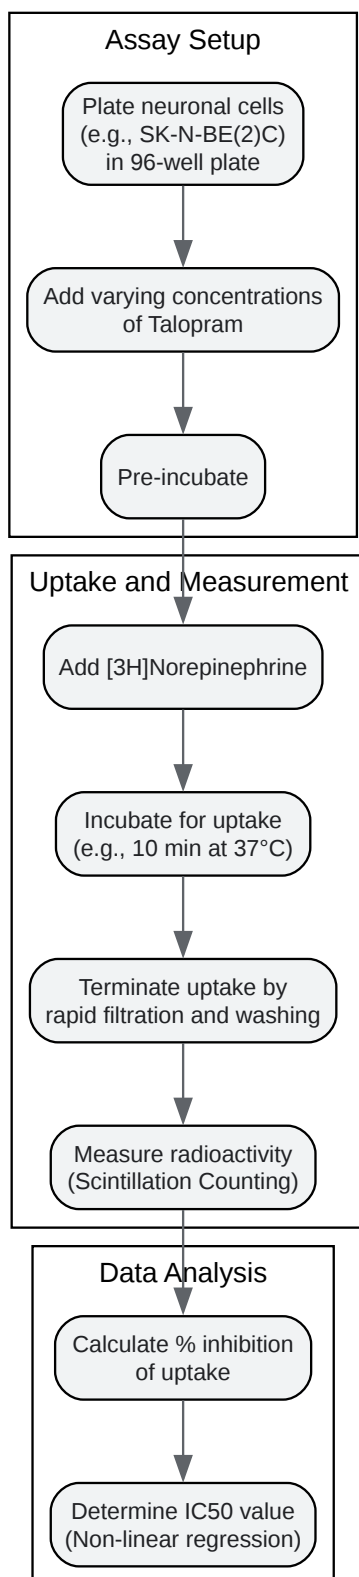 Assay Setup
Plate neuronal cells
(e.g., SK-N-BE(2)C)
in 96-well plate
Add varying concentrations
of Talopram
Pre-incubate
Uptake and Measurement
Add [3H]Norepinephrine
Incubate for uptake
(e.g., 10 min at 37°C)
Terminate uptake by
rapid filtration and washing
Measure radioactivity
(Scintillation Counting)
Data Analysis
Calculate % inhibition
of uptake
Determine IC50 value
(Non-linear regression)